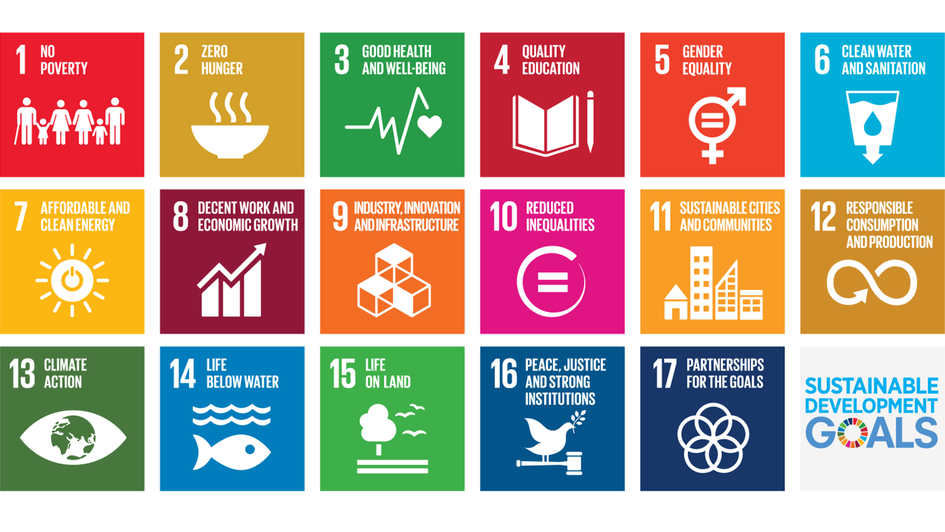 1 NO
POVERTY
2 ZERO
HUNGER
3 GOOD HEALTH
AND WELL-BEING
4 QUALITY
EDUCATION
5 GENDER
EQUALITY
6 CLEAN WATER
AND SANITATION
7 AFFORDABLE AND
CLEAN ENERGY
8 DECENT WORK AND
ECONOMIC GROWTH
9 INDUSTRY, INNOVATION
AND INFRASTRUCTURE
10 REDUCED
INEQUALITIES
11 SUSTAINABLE CITIES
AND COMMUNITIES
12 RESPONSIBLE
CONSUMPTION
AND PRODUCTION
13 CLIMATE
ACTION
14 LIFE
BELOW WATER
15 LIFE
ON LAND
16 PEACE, JUSTICE
AND STRONG
INSTITUTIONS
17 PARTNERSHIPS
FOR THE GOALS
SUSTAINABLE
DEVELOPMENT
GOALS